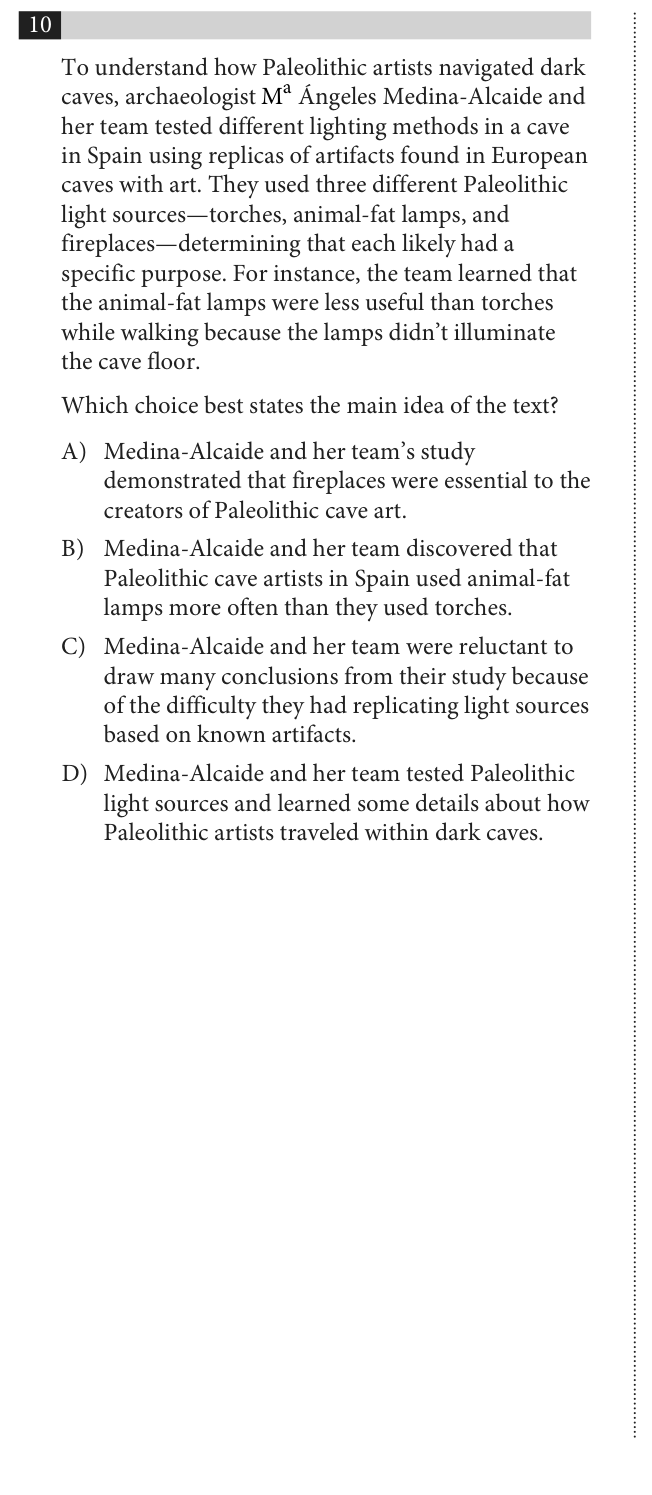 10
To understand how Paleolithic artists navigated dark
caves, archaeologist Mª Ángeles Medina-Alcaide and
her team tested different lighting methods in a cave
in Spain using replicas of artifacts found in European
caves with art. They used three different Paleolithic
light sources—torches, animal-fat lamps, and
fireplaces—determining that each likely had a
specific purpose. For instance, the team learned that
the animal-fat lamps were less useful than torches
while walking because the lamps didn’t illuminate
the cave floor.
Which choice best states the main idea of the text?
A) Medina-Alcaide and her team’s study
demonstrated that fireplaces were essential to the
creators of Paleolithic cave art.
B) Medina-Alcaide and her team discovered that
Paleolithic cave artists in Spain used animal-fat
lamps more often than they used torches.
C) Medina-Alcaide and her team were reluctant to
draw many conclusions from their study because
of the difficulty they had replicating light sources
based on known artifacts.
D) Medina-Alcaide and her team tested Paleolithic
light sources and learned some details about how
Paleolithic artists traveled within dark caves.